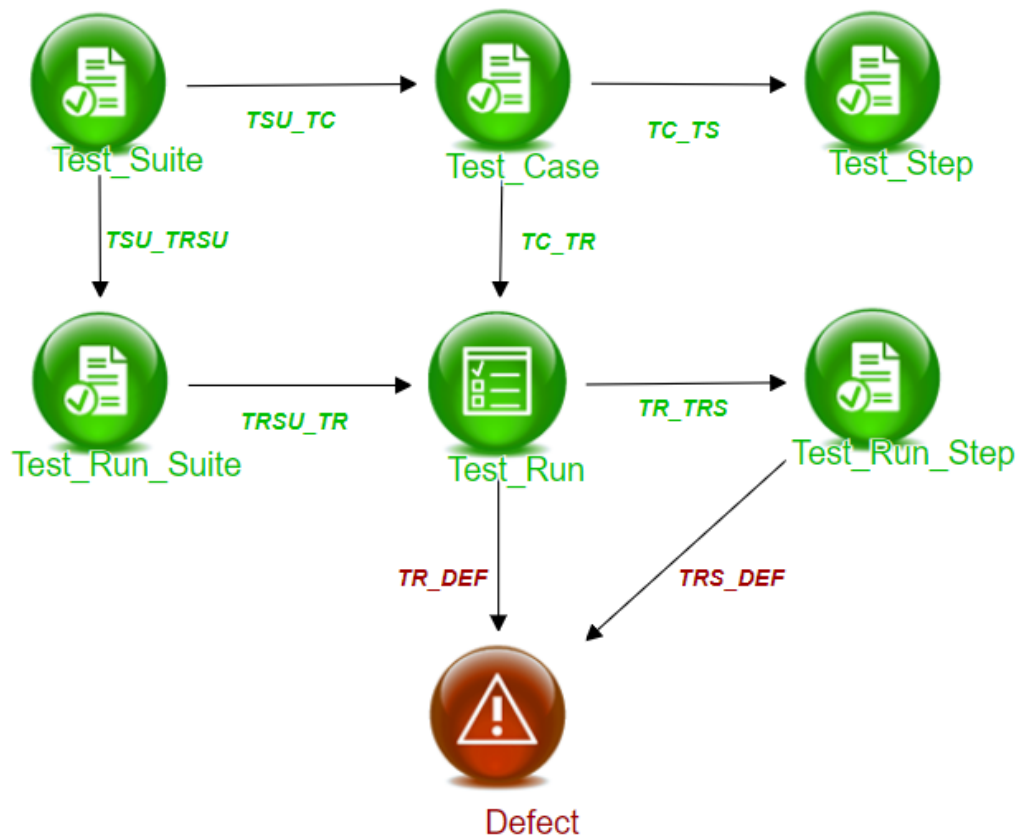 TSU_TC
TC_TS
Test_Suite
Test_Case
Test_Step
TSU_TRSU
TC_TR
TRSU_TR
TR_TRS
Test_Run_Suite
Test_Run
Test_Run_Step
TR_DEF
TRS_DEF
Defect